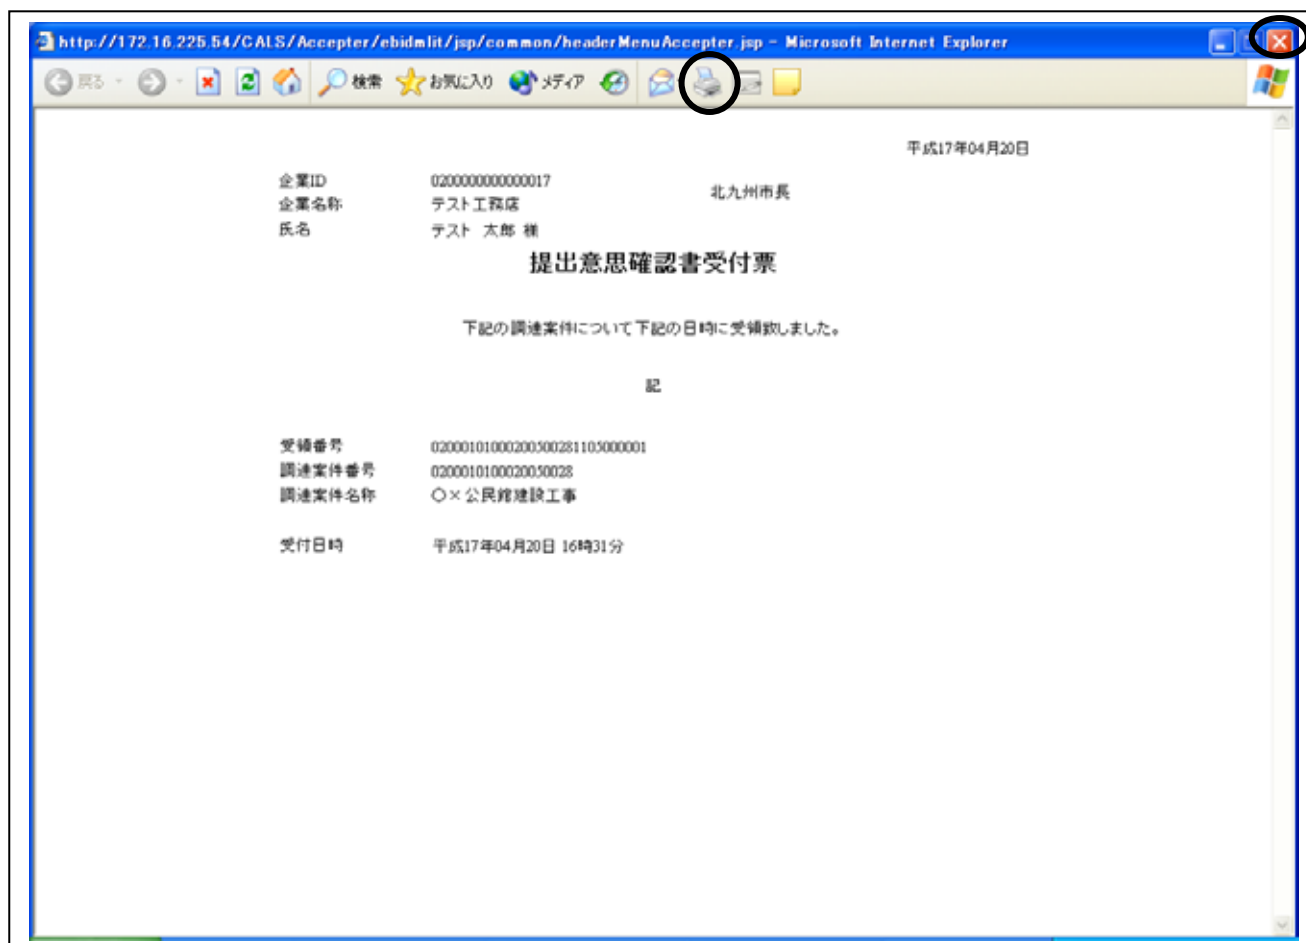 http://172.16.225.54/CALS/Accepter/ebidmlit/jsp/common/headerMenuAccepter.jsp - Microsoft Internet Explorer
戻る 検索 お気に入り メディア
平成17年04月20日
企業ID 0200000000000017
北九州市長
企業名称 テスト工務店
氏名 テスト 太郎 様
提出意思確認書受付票
下記の調達案件について下記の日時に受領致しました。
記
受領番号 02000101000200500281105000001
調達案件番号 0200010100020050028
調達案件名称 ○×公民館建設工事
受付日時 平成17年04月20日 16時31分